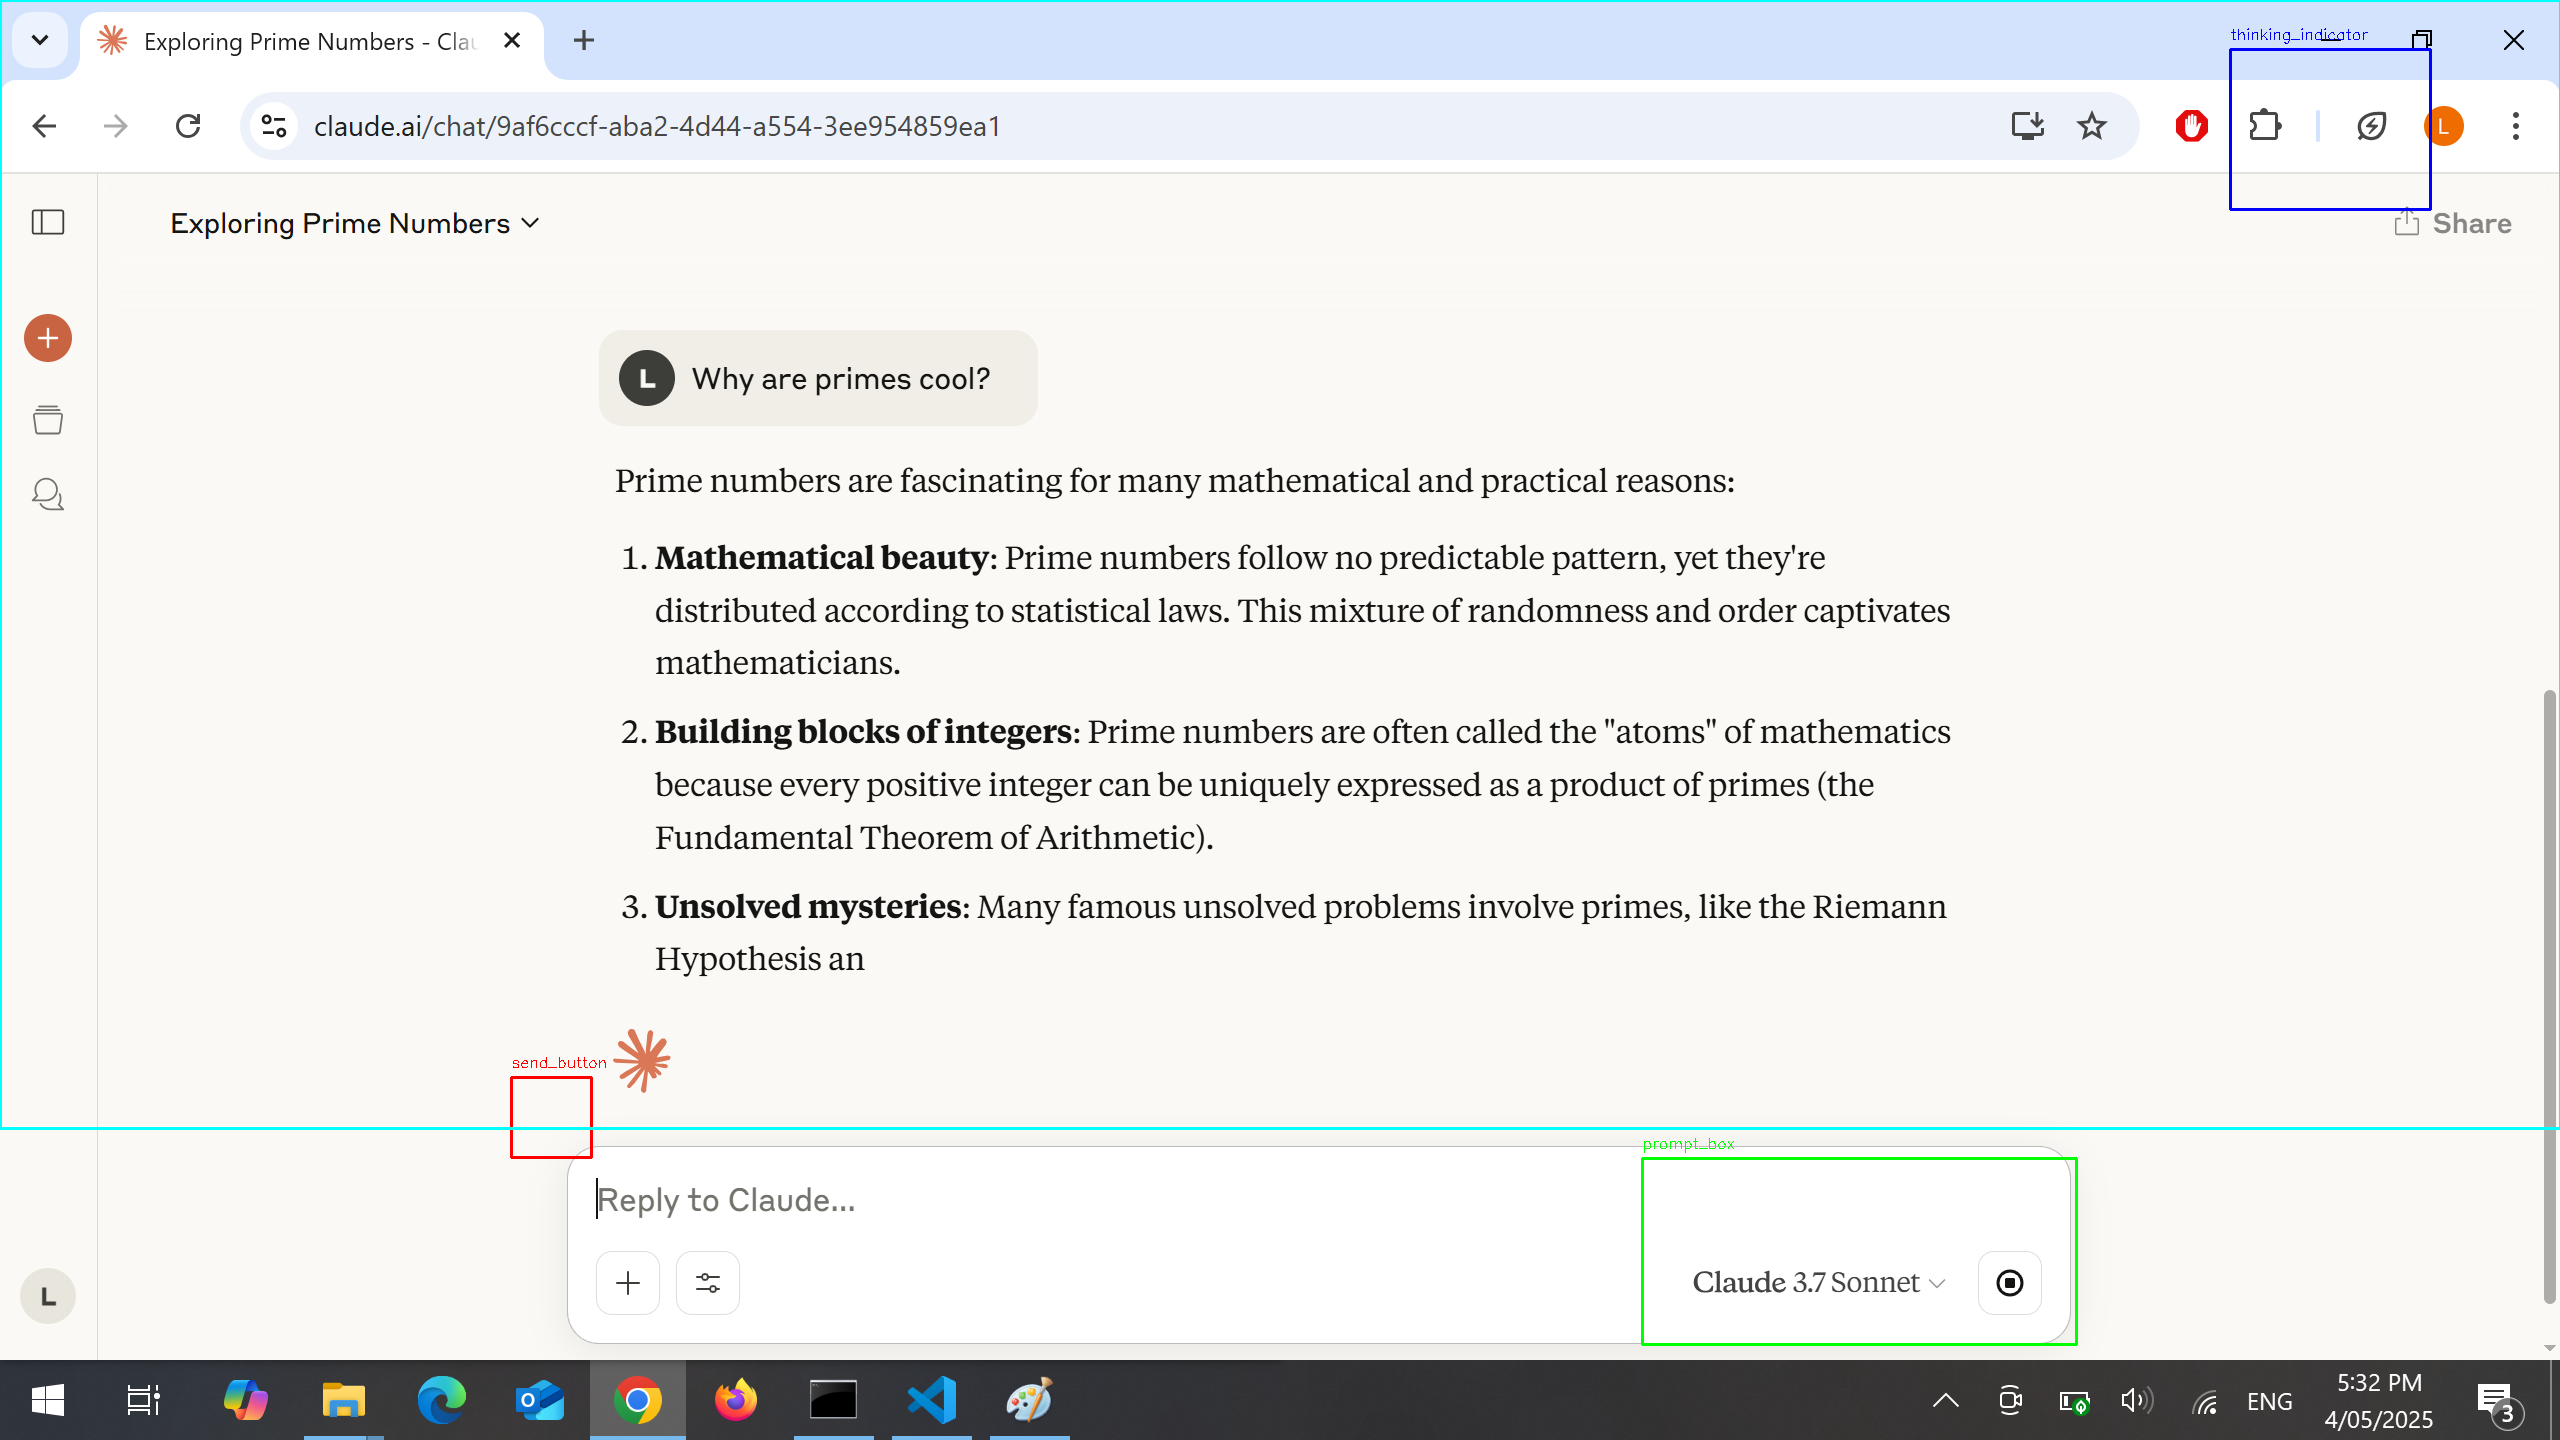 Exploring Prime Numbers - Clau
thinking_indicator
claude.ai/chat/9af6cccf-aba2-4d44-a554-3ee954859ea1
L
Exploring Prime Numbers
Share
L
Why are primes cool?
Prime numbers are fascinating for many mathematical and practical reasons:
1. Mathematical beauty: Prime numbers follow no predictable pattern, yet they're
distributed according to statistical laws. This mixture of randomness and order captivates
mathematicians.
2. Building blocks of integers: Prime numbers are often called the "atoms" of mathematics
because every positive integer can be uniquely expressed as a product of primes (the
Fundamental Theorem of Arithmetic).
3. Unsolved mysteries: Many famous unsolved problems involve primes, like the Riemann
Hypothesis an
send_button
prompt_box
Reply to Claude...
Claude 3.7 Sonnet
L
ENG
5:32 PM
4/05/2025
3